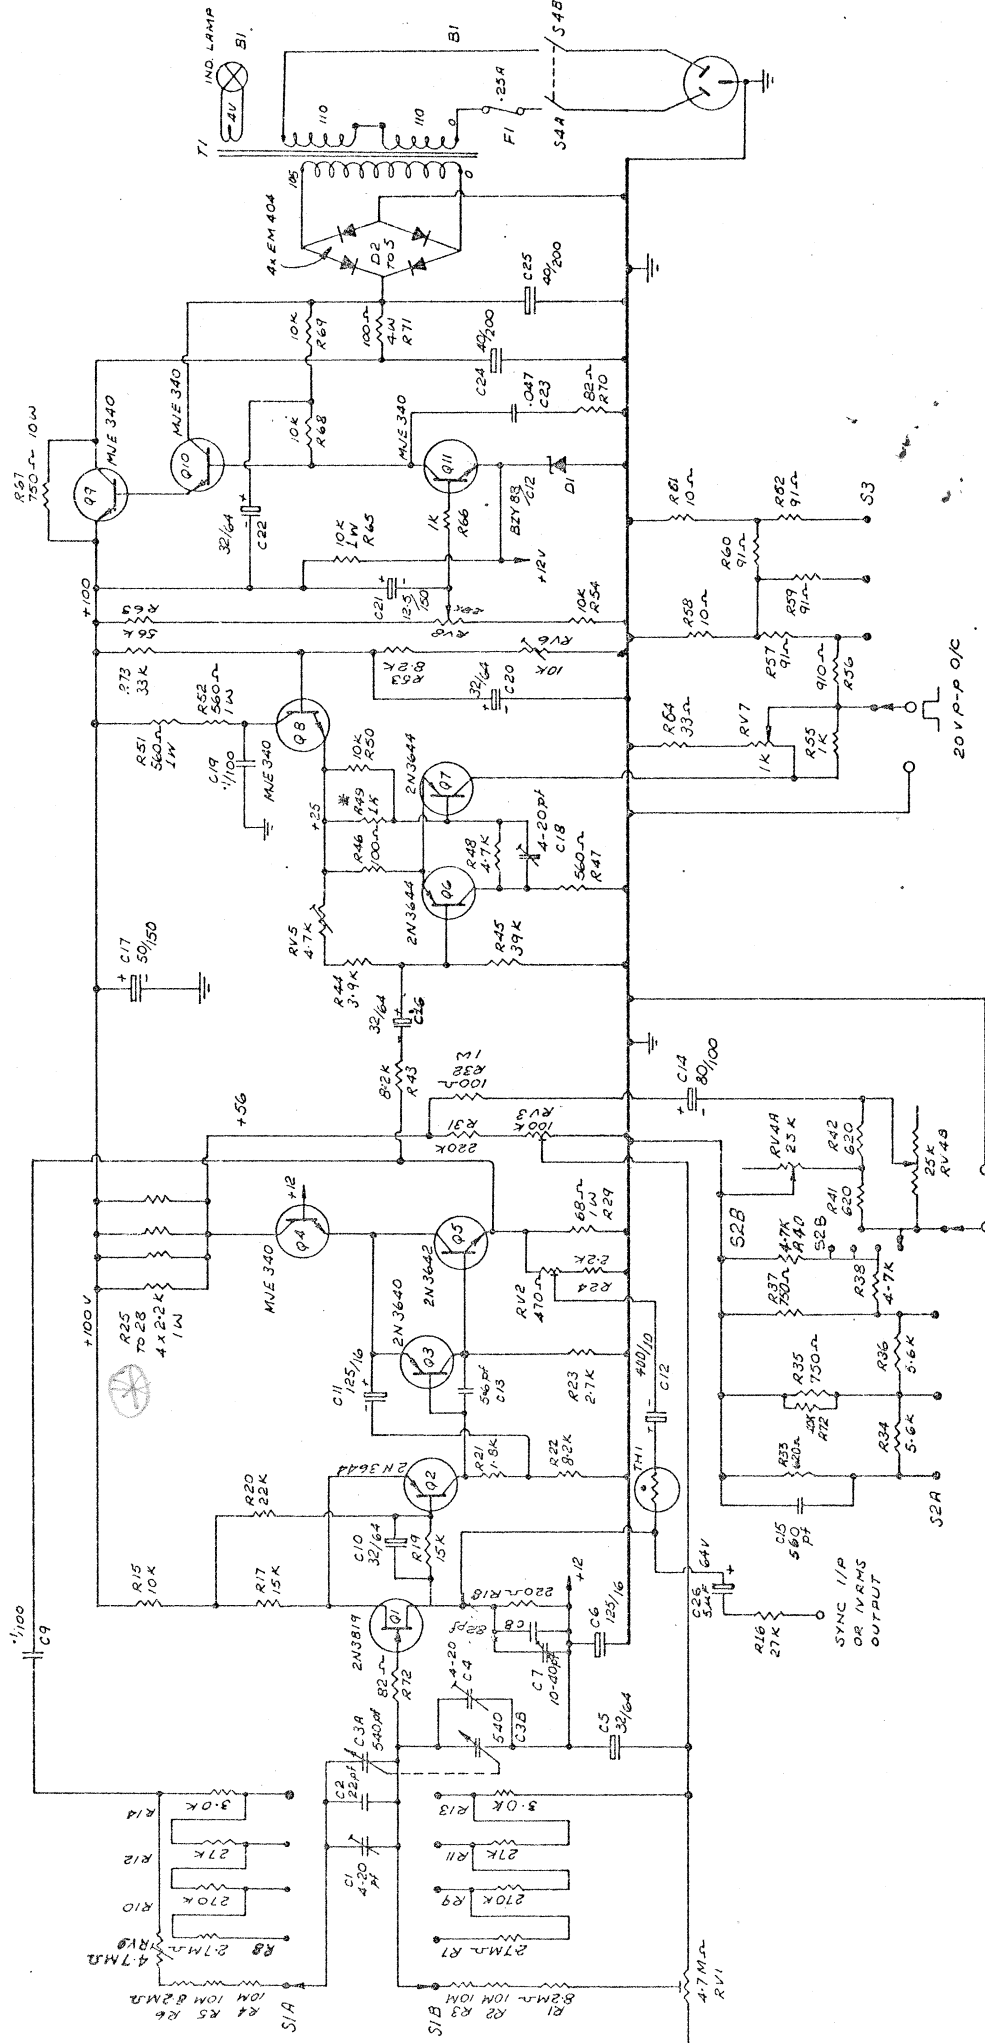 IND. LAMP
B1.
4V
T1
B1
S4B
110
110
0
.25A
F1
S4A
105
0
4x EM 404
D2
TO 5
C25
40/200
10K
R69
100Ω
4W
R71
40/200
C24
MJE 340
Q10
10K
R68
.047
C23
82Ω
R70
R67
750Ω 10W
Q9
MJE 340
32/64
C22
MJE 340
Q11
1K
R66
BZY 83
C12
D1
10K
1W
R65
+12V
+100
C21
12.5/150
R63
56K
RV8
10K
R54
R61
10Ω
R62
91Ω
S3
R60
91Ω
R58
10Ω
R59
91Ω
R57
91Ω
910Ω
R56
R73
33K
R53
8.2K
RV6
10K
32/64
C20
R51
560Ω
1W
R52
560Ω
1W
Q8
C19
.1/100
MJE 340
10K
R50
*
R49
1K
+25
R46
100Ω
2N3644
Q7
R64
33Ω
RV7
1K
R55
1K
20V P-P O/C
R48
4.7K
4-20pf
C18
560Ω
R47
2N3644
Q6
RV5
4.7K
R44
3.9K
R45
39K
C17
50/150
32/64
C26
8.2K
R43
+56
100Ω
R32
1W
R31
220K
RV3
100K
C14
80/100
+100V
R25
TO 28
4x2.2K
1W
+12
Q4
MJE 340
Q5
2N3642
68Ω
1W
R29
RV2
470Ω
2.2K
R24
2N3640
Q3
C11
125/16
56pf
C13
R23
2.7K
400/10
C12
TH1
R20
22K
2N3644
Q2
R21
1.8K
R22
8.2K
C10
32/64
R19
15K
R15
10K
R17
15K
Q1
2N3819
82Ω
R72
82pf
220Ω R18
C8
C7
10-40pf
+12
C6
125/16
4-20
C4
540
C3B
C5
32/64
.1/100
C9
C3A
540pf
C2
22pf
C1
4-20
pf
R14
3.0K
R12
27K
R10
270K
R8
2.7MΩ
RV9
4.7MΩ
R6
8.2MΩ
R5
10M
R4
10M
S1A
S1B
R13
3.0K
R11
27K
R9
270K
R7
2.7MΩ
R3
10M
R2
10M
R1
8.2MΩ
4.7MΩ
RV1
C26
5µF
64V
R16
27K
SYNC I/P
OR IV RMS
OUTPUT
RV4A
25K
R42
620
R41
620
25K
RV4B
S2B
4.7K
R40
S2B
R37
750Ω
R38
4.7K
R35
750Ω
R72
R36
5.6K
R33
620Ω
R34
5.6K
C15
560
pf
S2A